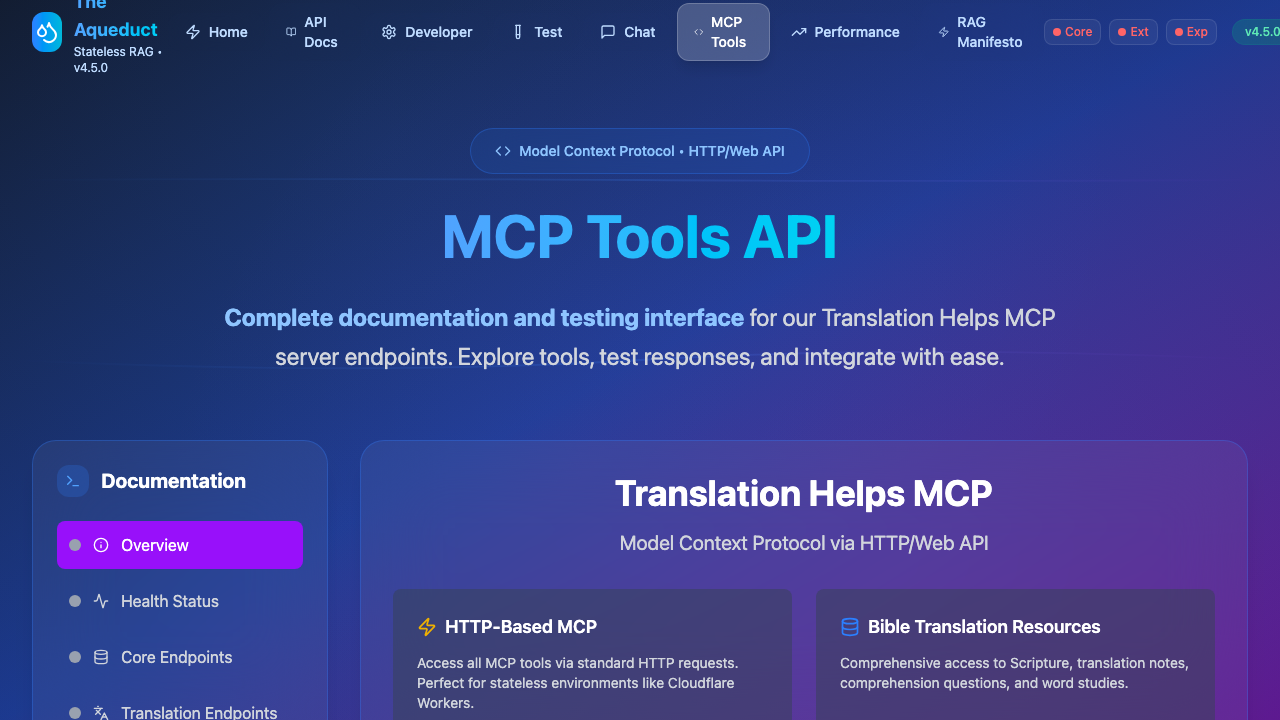 The
Aqueduct
Stateless RAG •
v4.5.0
Home
API
Docs
Developer
Test
Chat
MCP
Tools
Performance
RAG
Manifesto
Core
Ext
Exp
v4.5.0
Model Context Protocol • HTTP/Web API
MCP Tools API
Complete documentation and testing interface for our Translation Helps MCP
server endpoints. Explore tools, test responses, and integrate with ease.
Documentation
Overview
Health Status
Core Endpoints
Translation Endpoints
Translation Helps MCP
Model Context Protocol via HTTP/Web API
HTTP-Based MCP
Access all MCP tools via standard HTTP requests.
Perfect for stateless environments like Cloudflare
Workers.
Bible Translation Resources
Comprehensive access to Scripture, translation notes,
comprehension questions, and word studies.